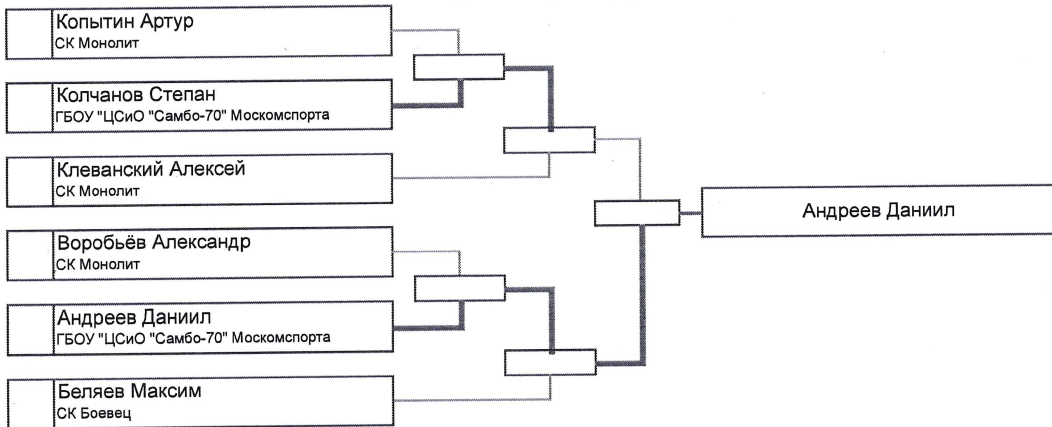 Копытин Артур
СК Монолит
Колчанов Степан
ГБОУ "ЦСиО "Самбо-70" Москомспорта
Клеванский Алексей
СК Монолит
Воробьёв Александр
СК Монолит
Андреев Даниил
ГБОУ "ЦСиО "Самбо-70" Москомспорта
Беляев Максим
СК Боевец
Андреев Даниил